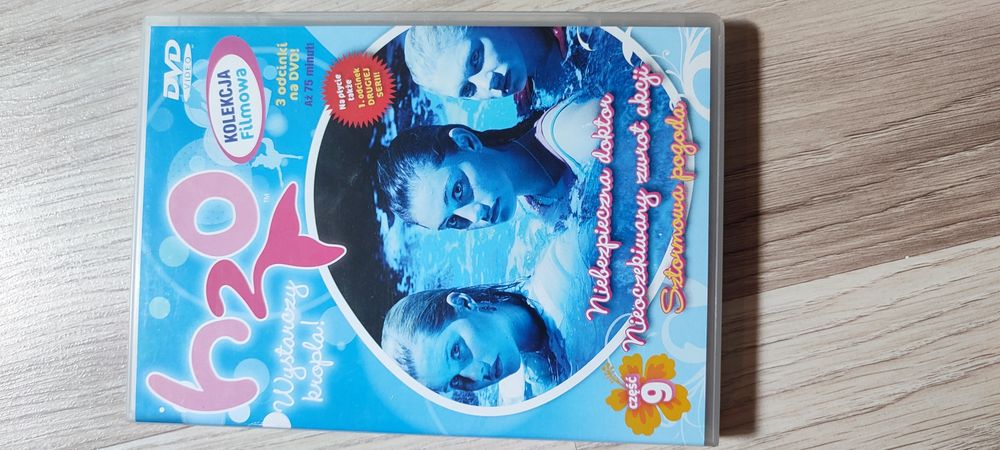 DVD
VIDEO
KOLEKCJA
Filmowa
3 odcinki
na DVD!
Aż 75 minut!
h2O
™
Wystarczy
kropla!
Na płycie
także
1. odcinek
DRUGIEJ
SERII!
Niebezpieczna doktor
Nieoczekiwany zwrot akcji
Sztormowa pogoda
część
9